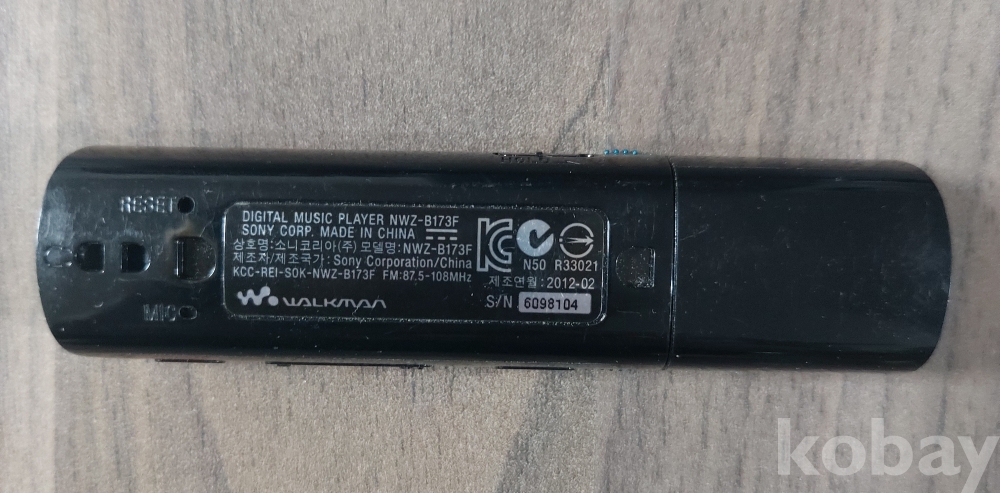 RESET
MIC
DIGITAL MUSIC PLAYER NWZ-B173F
SONY CORP. MADE IN CHINA
상호명:소니코리아(주) 모델명:NWZ-B173F
제조자/제조국가: Sony Corporation/China
KCC-REI-SOK-NWZ-B173F FM:87.5-108MHz
WALKMAN
N50 R33021
제조연월:2012-02
S/N 6098104
kobay